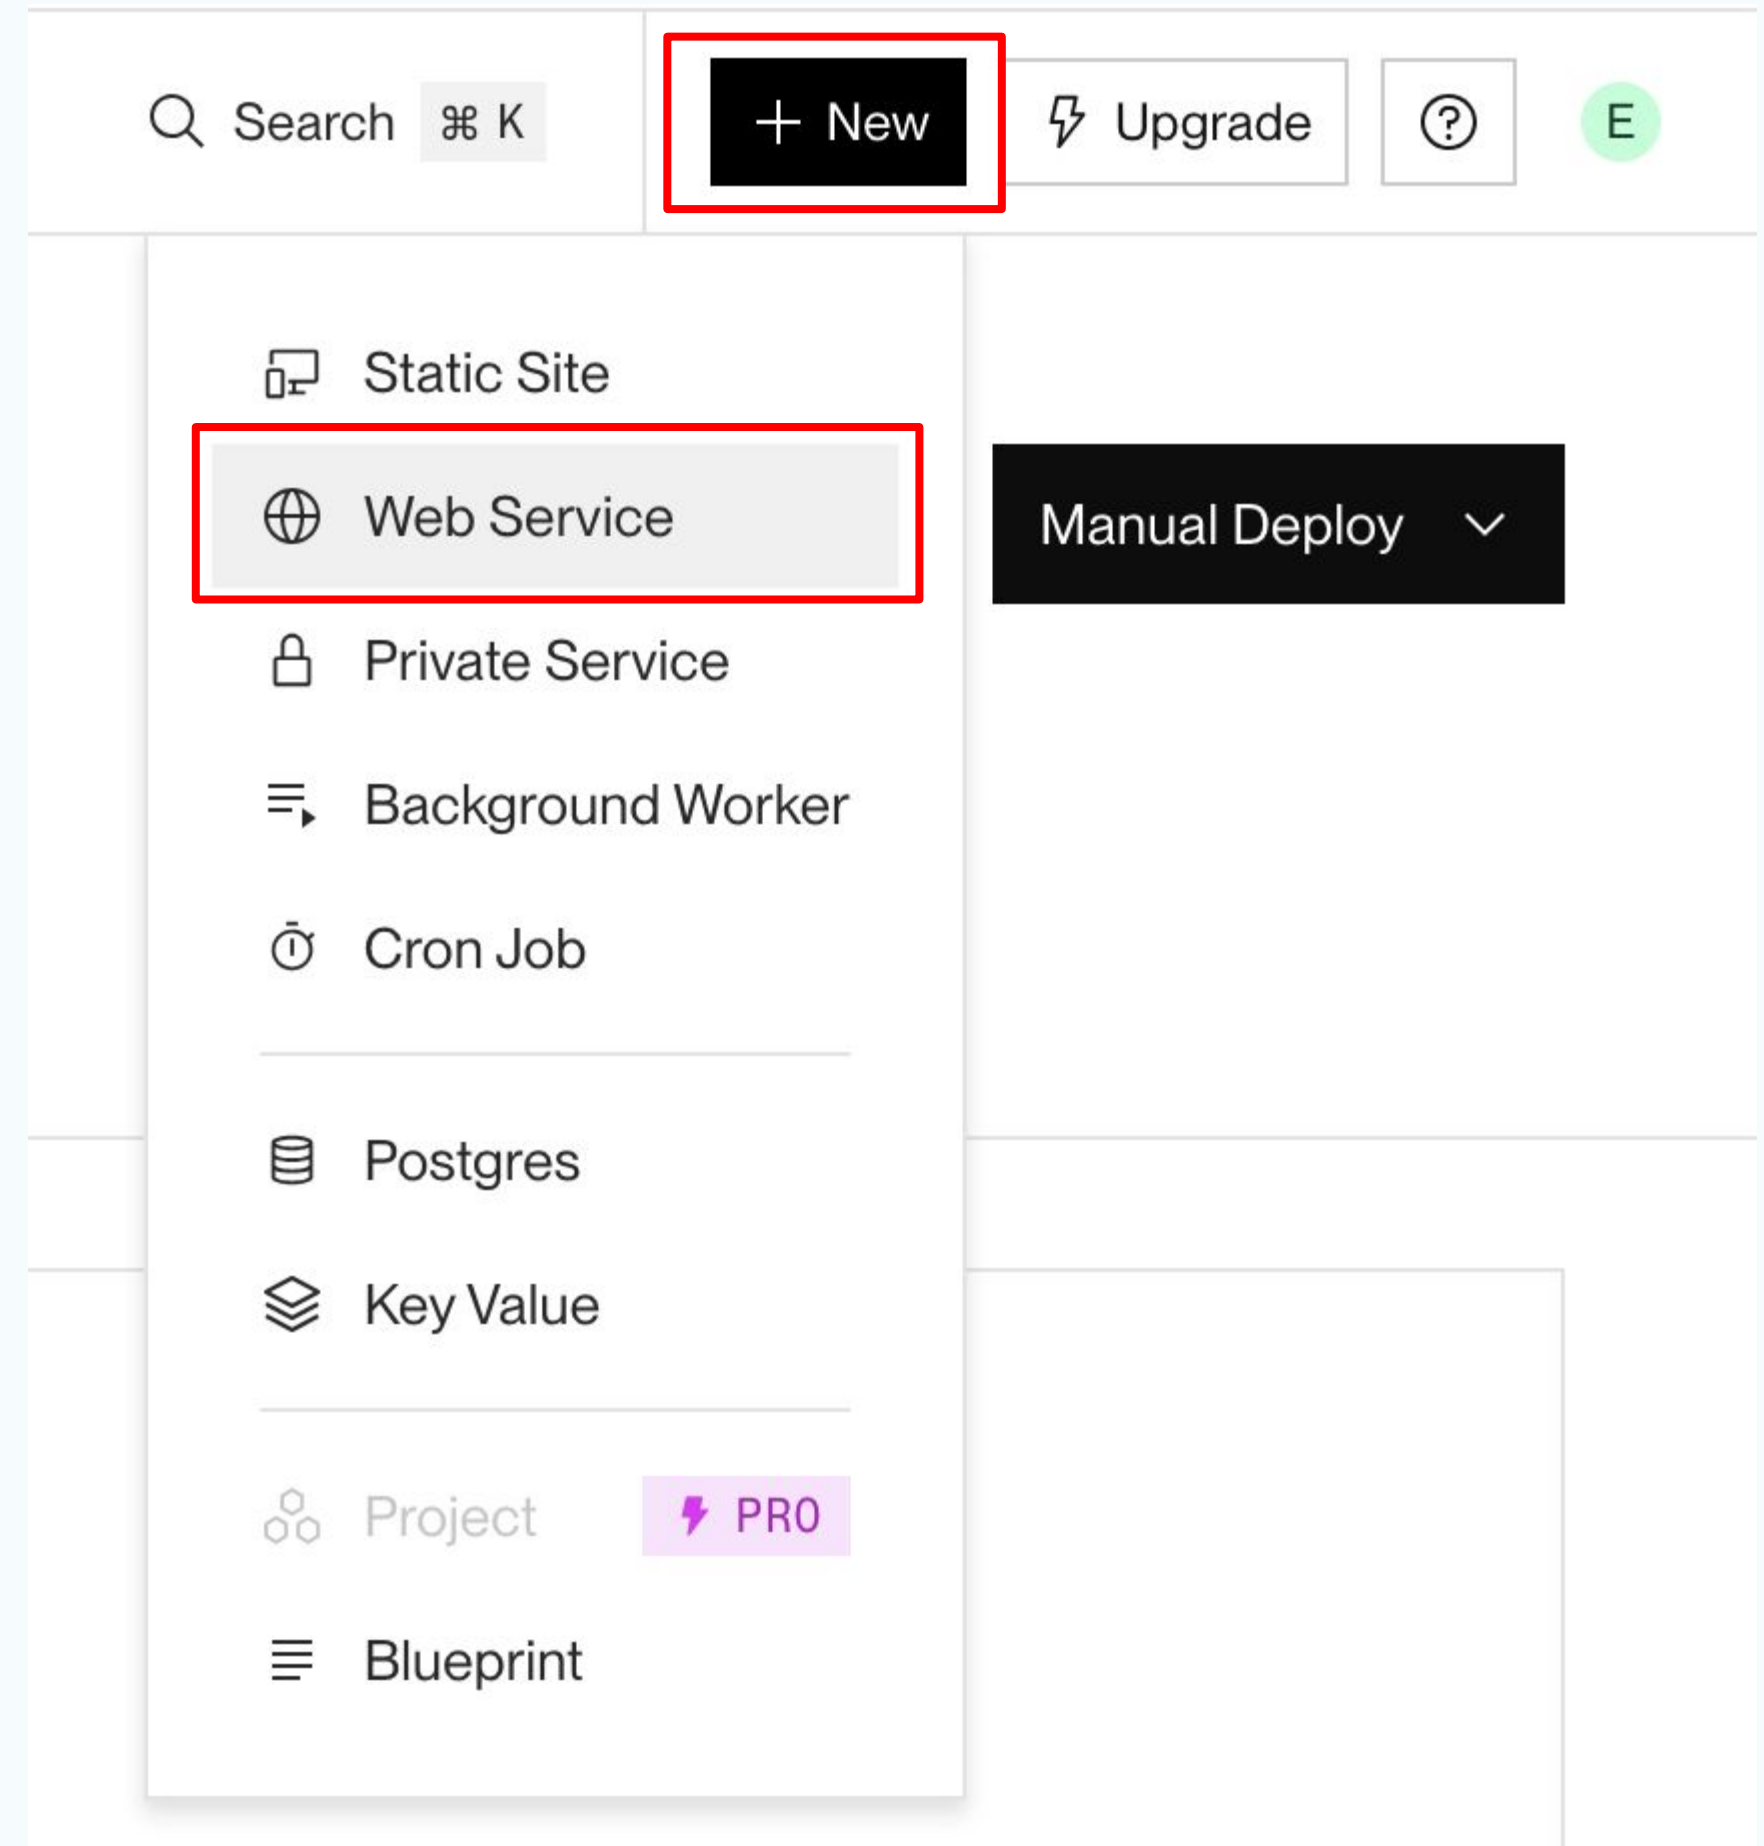 Search ⌘ K + New Upgrade ? E
Static Site
Web Service
Manual Deploy
Private Service
Background Worker
Cron Job
Postgres
Key Value
Project PRO
Blueprint